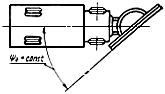 ψ₀ = const